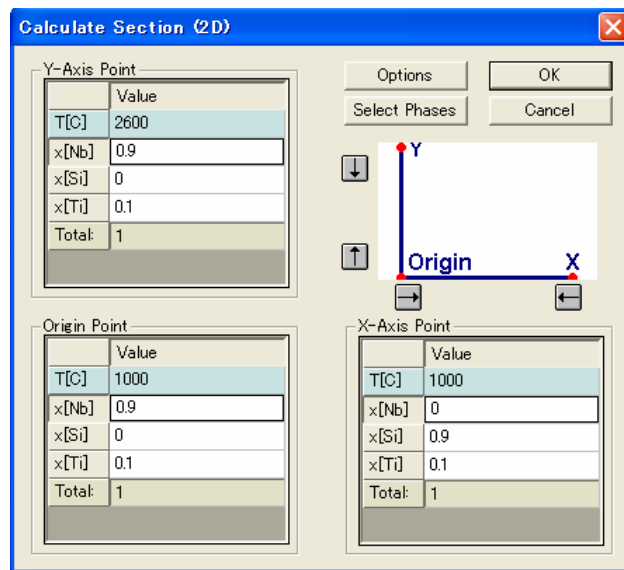 Calculate Section (2D)
Y-Axis Point
Value
T[C] 2600
x[Nb] 0.9
x[Si] 0
x[Ti] 0.1
Total: 1
Options
OK
Select Phases
Cancel
Y
Origin
X
Origin Point
Value
T[C] 1000
x[Nb] 0.9
x[Si] 0
x[Ti] 0.1
Total: 1
X-Axis Point
Value
T[C] 1000
x[Nb] 0
x[Si] 0.9
x[Ti] 0.1
Total: 1